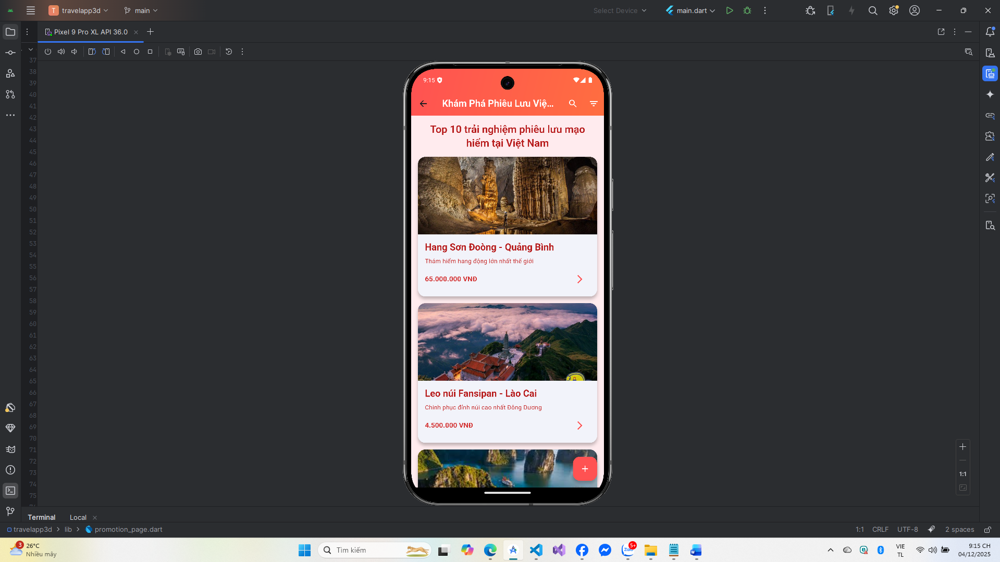 T travelapp3d
main
Select Device
main.dart
Pixel 9 Pro XL API 36.0
37
38
39
40
41
42
43
44
45
46
47
48
49
50
51
52
53
54
55
56
57
58
59
60
61
62
63
64
65
66
67
68
69
70
71
72
73
74
75
9:15
Khám Phá Phiêu Lưu Việ...
Top 10 trải nghiệm phiêu lưu mạo
hiểm tại Việt Nam
Hang Sơn Đoòng - Quảng Bình
Thám hiểm hang động lớn nhất thế giới
65.000.000 VNĐ
Leo núi Fansipan - Lào Cai
Chinh phục đỉnh núi cao nhất Đông Dương
4.500.000 VNĐ
1:1
Terminal
Local
travelapp3d
lib
promotion_page.dart
1:1
CRLF
UTF-8
2 spaces
3
26°C
Nhiều mây
Tìm kiếm
Zalo
5+
VIE
TL
9:15 CH
04/12/2025